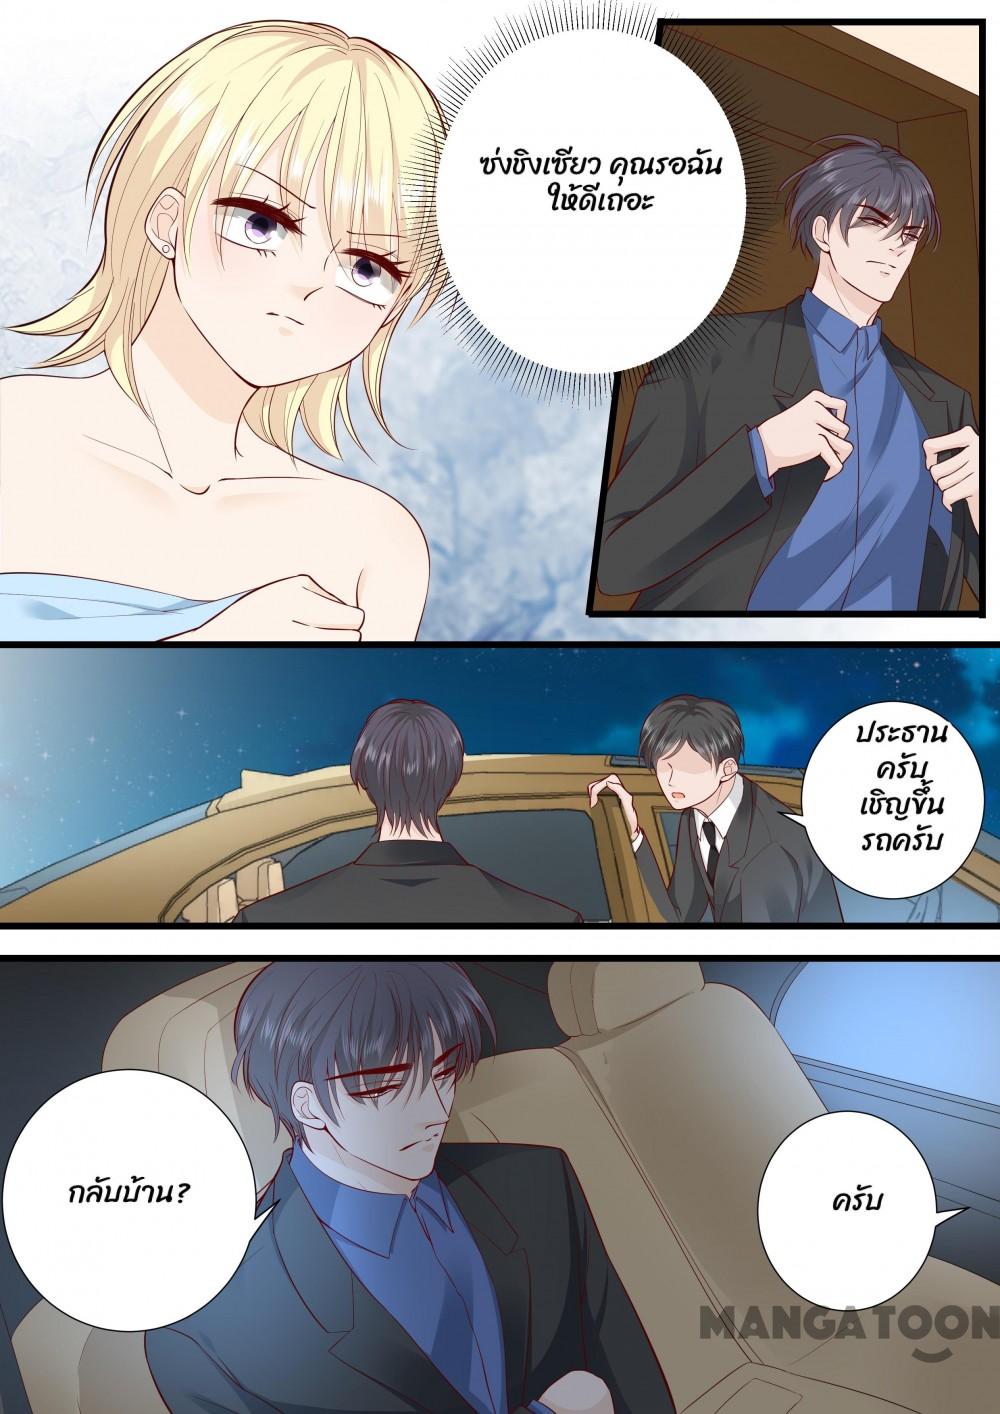 ซ่งชิงเซียว คุณรอฉัน
ให้ดีเถอะ
ประธาน
ครับ
เชิญขึ้น
รถครับ
กลับบ้าน?
ครับ
MANGATOON